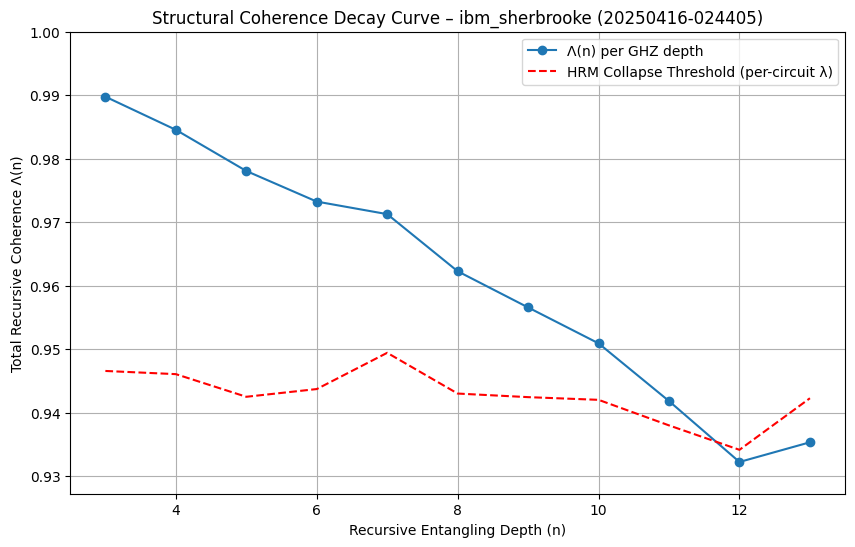 Structural Coherence Decay Curve – ibm_sherbrooke (20250416-024405)
Λ(n) per GHZ depth
HRM Collapse Threshold (per-circuit λ)
Total Recursive Coherence Λ(n)
1.00
0.99
0.98
0.97
0.96
0.95
0.94
0.93
4 6 8 10 12
Recursive Entangling Depth (n)